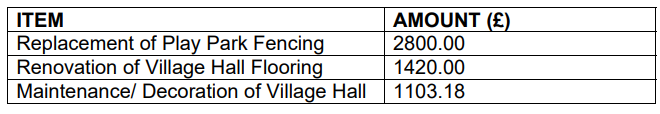 ITEM AMOUNT (£)
Replacement of Play Park Fencing 2800.00
Renovation of Village Hall Flooring 1420.00
Maintenance/ Decoration of Village Hall 1103.18